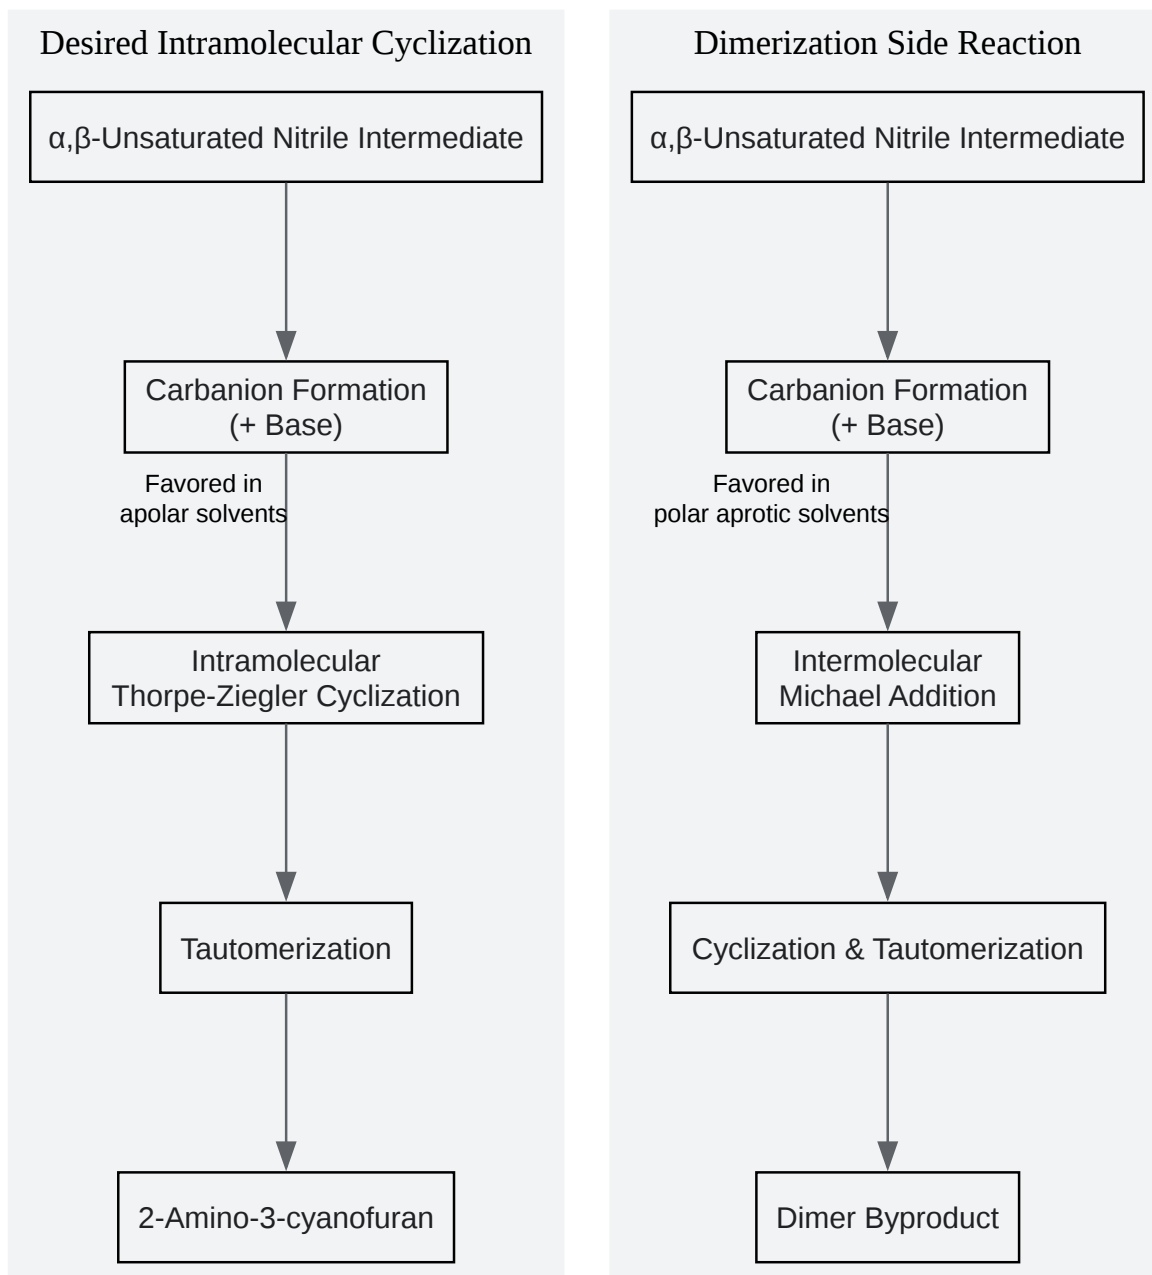 Desired Intramolecular Cyclization
α,β-Unsaturated Nitrile Intermediate
Carbanion Formation
(+ Base)
Favored in
apolar solvents
Intramolecular
Thorpe-Ziegler Cyclization
Tautomerization
2-Amino-3-cyanofuran
Dimerization Side Reaction
α,β-Unsaturated Nitrile Intermediate
Carbanion Formation
(+ Base)
Favored in
polar aprotic solvents
Intermolecular
Michael Addition
Cyclization & Tautomerization
Dimer Byproduct